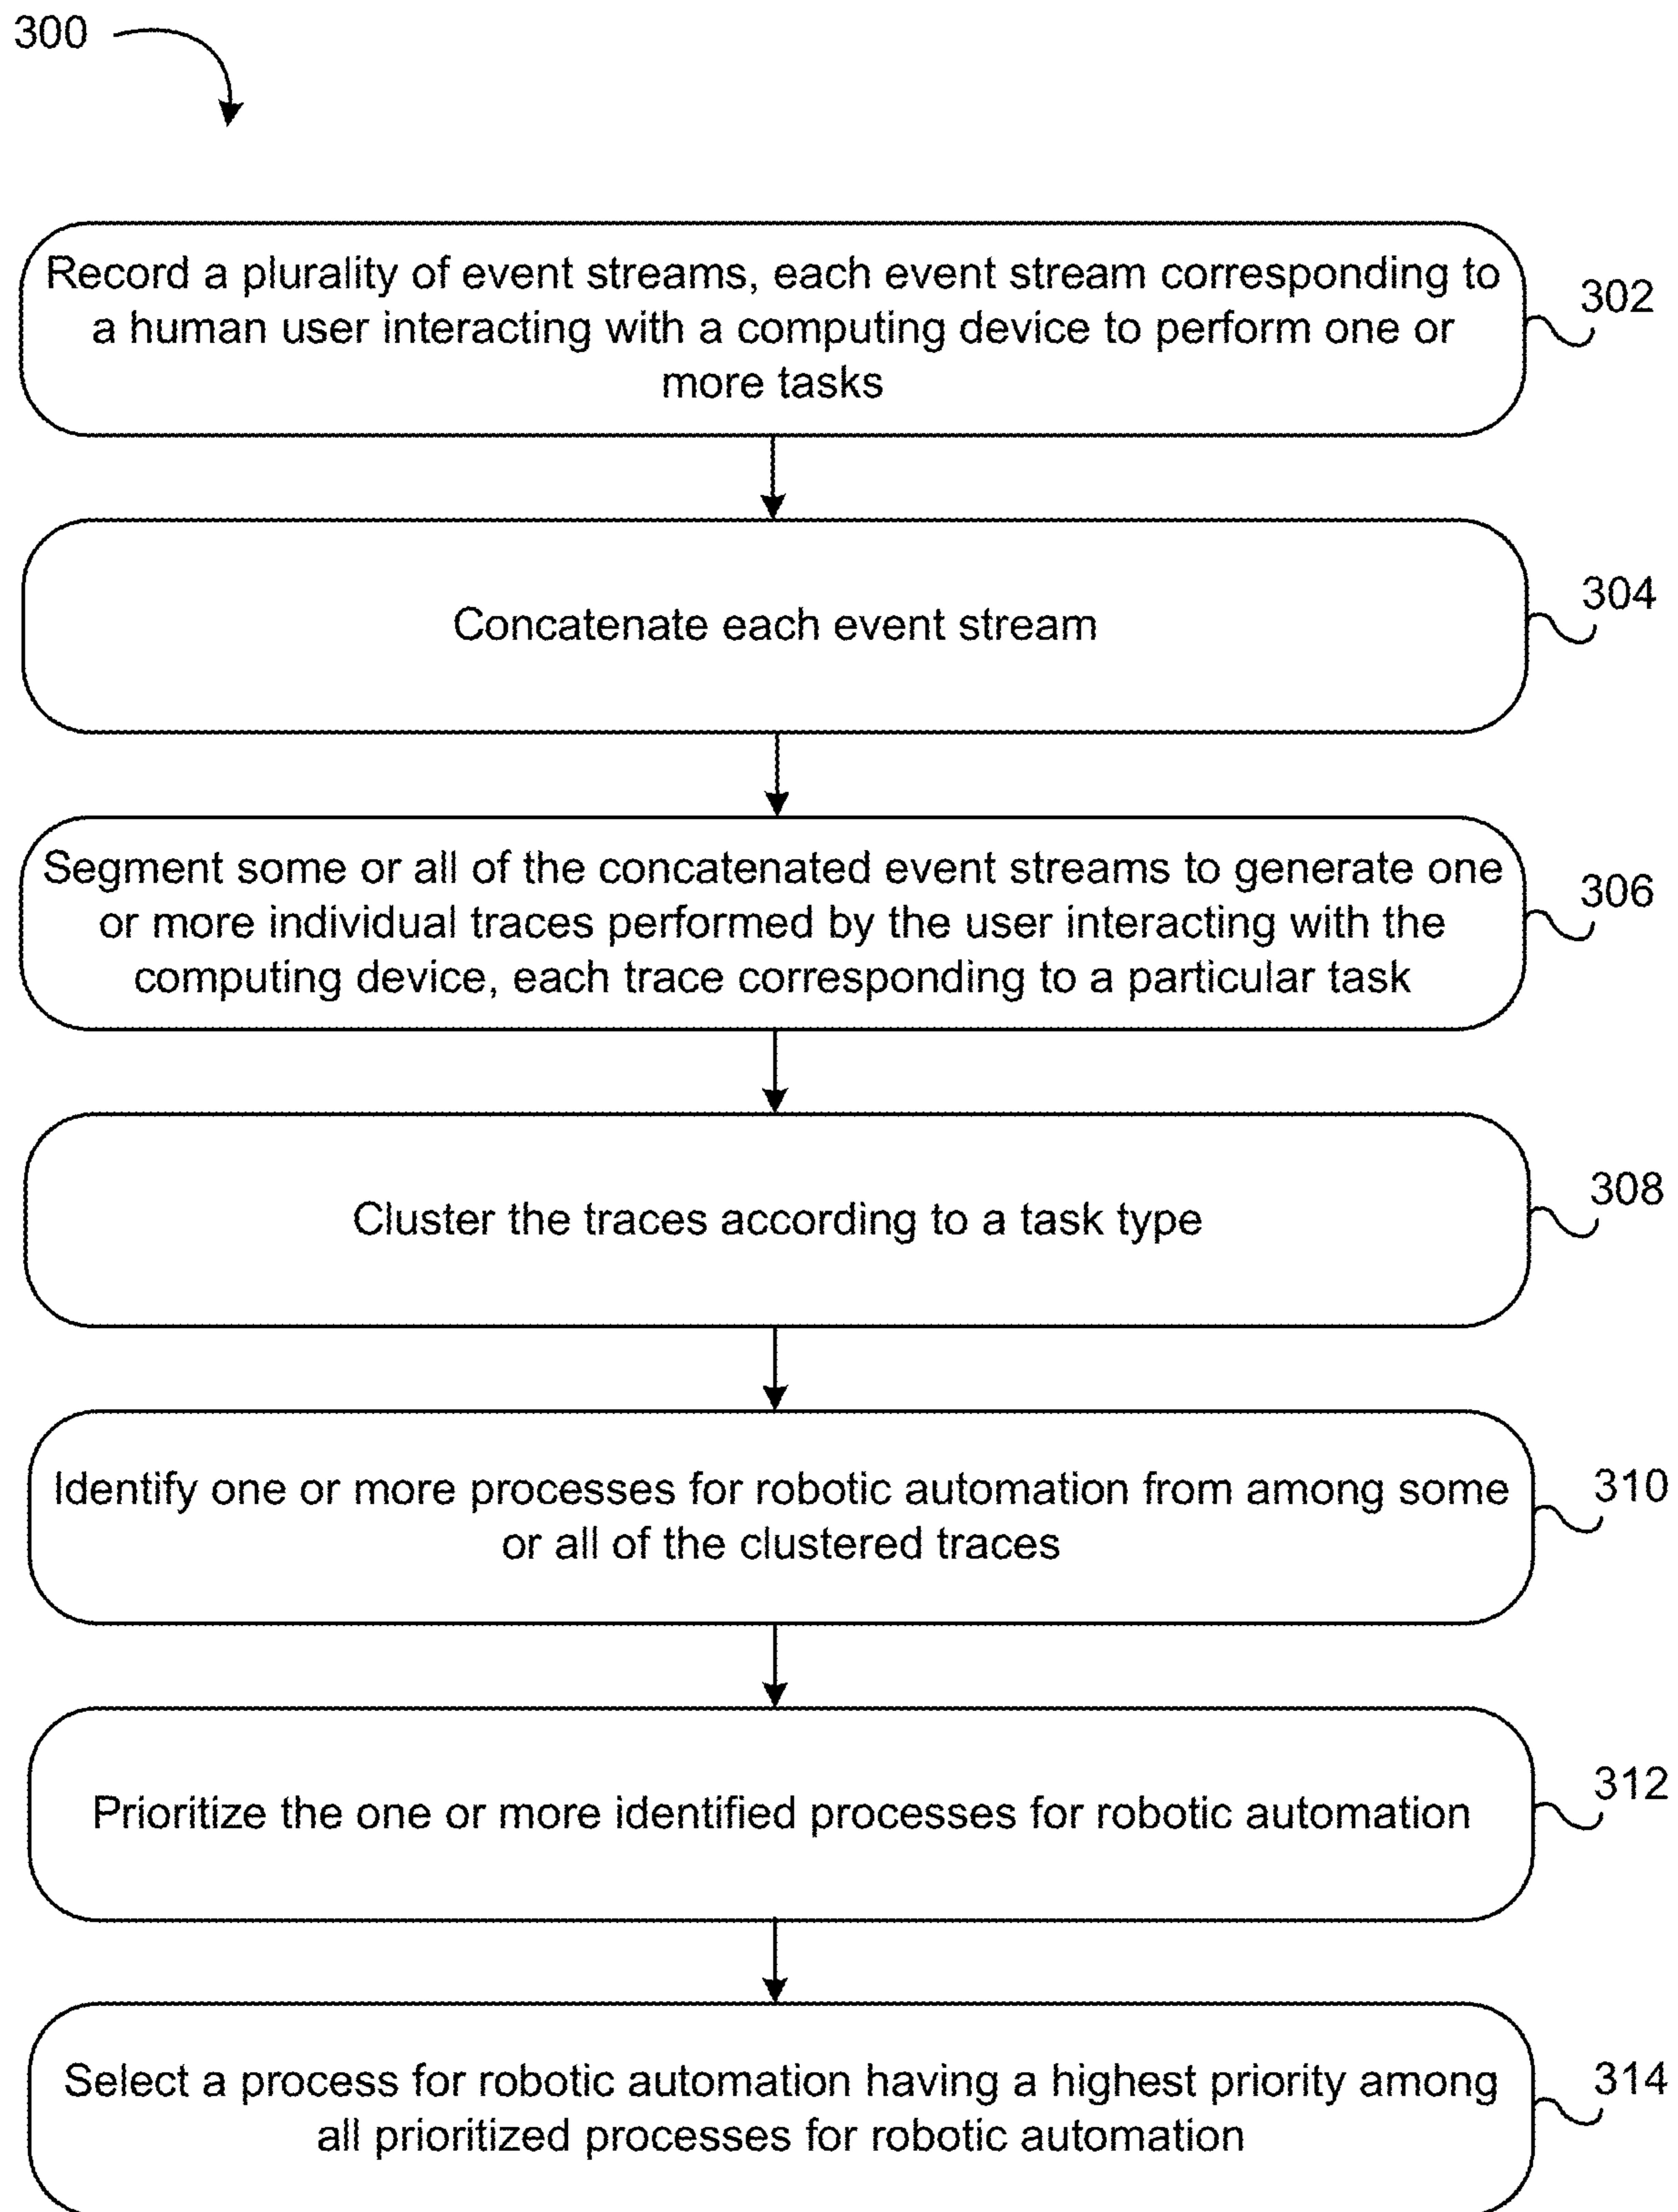 300
Record a plurality of event streams, each event stream corresponding to
a human user interacting with a computing device to perform one or
more tasks
302
Concatenate each event stream
304
Segment some or all of the concatenated event streams to generate one
or more individual traces performed by the user interacting with the
computing device, each trace corresponding to a particular task
306
Cluster the traces according to a task type
308
Identify one or more processes for robotic automation from among some
or all of the clustered traces
310
Prioritize the one or more identified processes for robotic automation
312
Select a process for robotic automation having a highest priority among
all prioritized processes for robotic automation
314